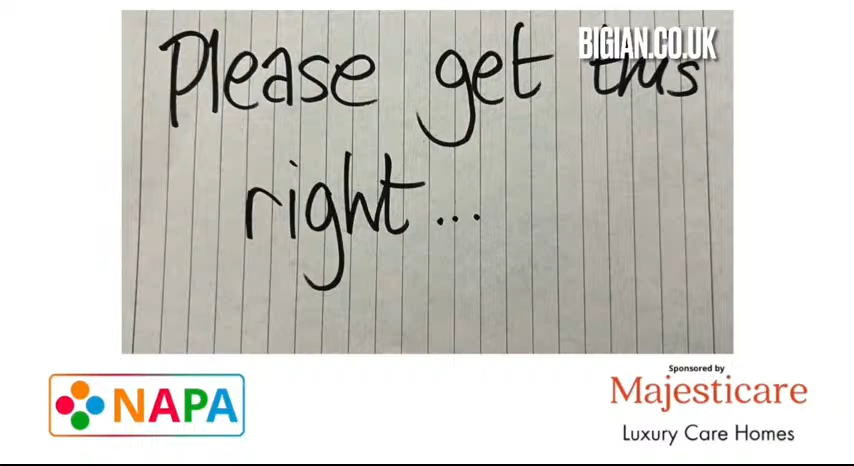 BIGIAN.CO.UK
Please get this
right...
NAPA
Sponsored by
Majesticare
Luxury Care Homes